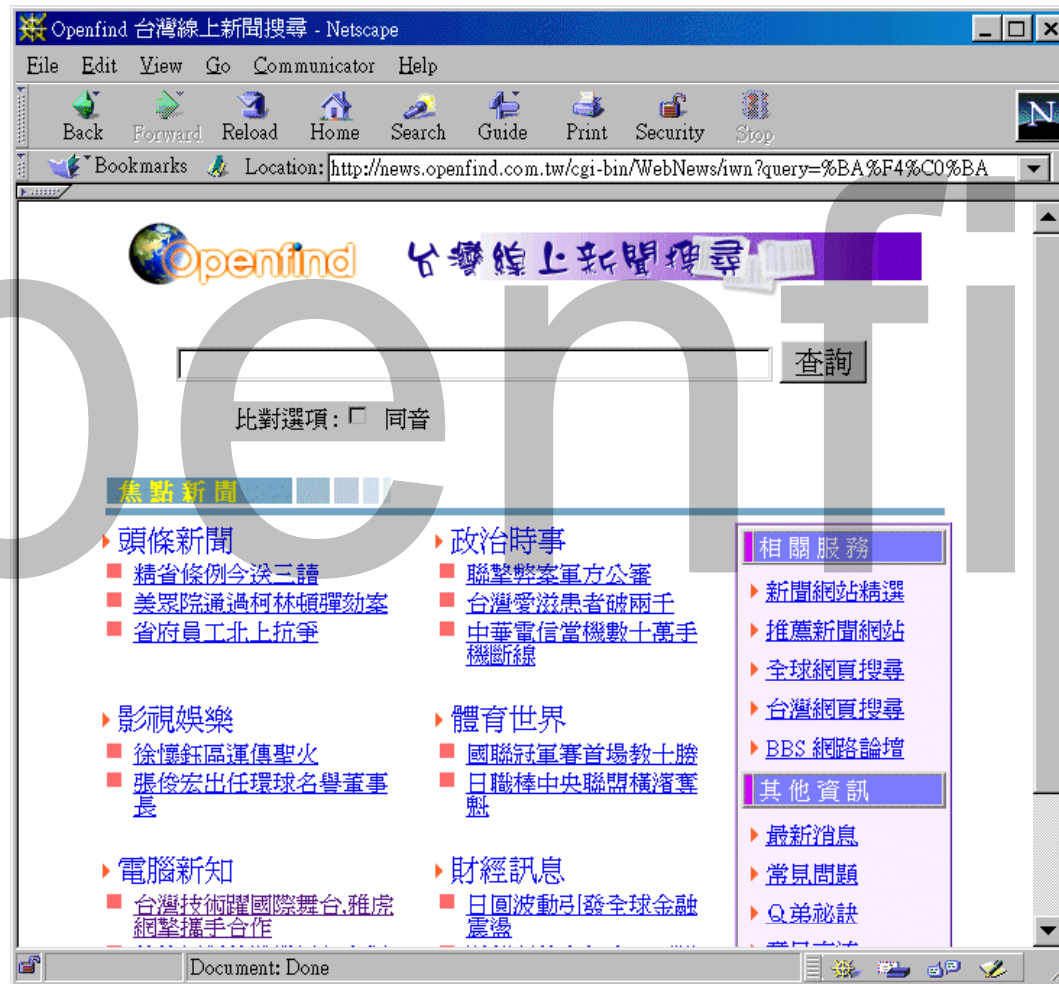 Openfind 台灣線上新聞搜尋 - Netscape
File Edit View Go Communicator Help
Back Forward Reload Home Search Guide Print Security Stop
N
Bookmarks Location: http://news.openfind.com.tw/cgi-bin/WebNews/iwn?query=%BA%F4%C0%BA
Openfind 台灣線上新聞搜尋
查詢
比對選項: 同音
焦點新聞
頭條新聞
精省條例今送三讀
美眾院通過柯林頓彈劾案
省府員工北上抗爭
政治時事
聯擎弊案軍方公審
台灣愛滋患者破兩千
中華電信當機數十萬手
機斷線
影視娛樂
徐懷鈺區運傳聖火
張俊宏出任環球名譽董事
長
體育世界
國聯冠軍賽首場教士勝
日職棒中央聯盟橫濱奪
魁
電腦新知
台灣技術躍國際舞台,雅虎
網擎攜手合作
財經訊息
日圓波動引發全球金融
震盪
相關服務
新聞網站精選
推薦新聞網站
全球網頁搜尋
台灣網頁搜尋
BBS 網路論壇
其他資訊
最新消息
常見問題
Q弟祕訣
Document: Done
penfi